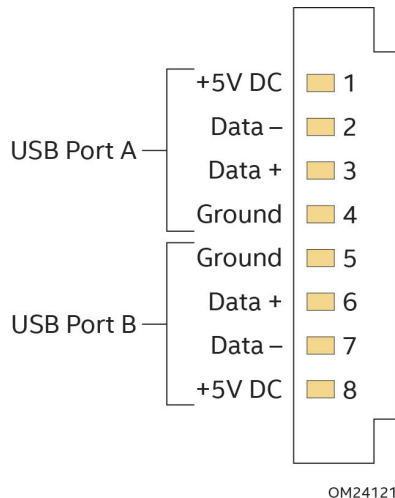 +5V DC 1
Data – 2
USB Port A
Data + 3
Ground 4
Ground 5
Data + 6
USB Port B
Data – 7
+5V DC 8
OM24121